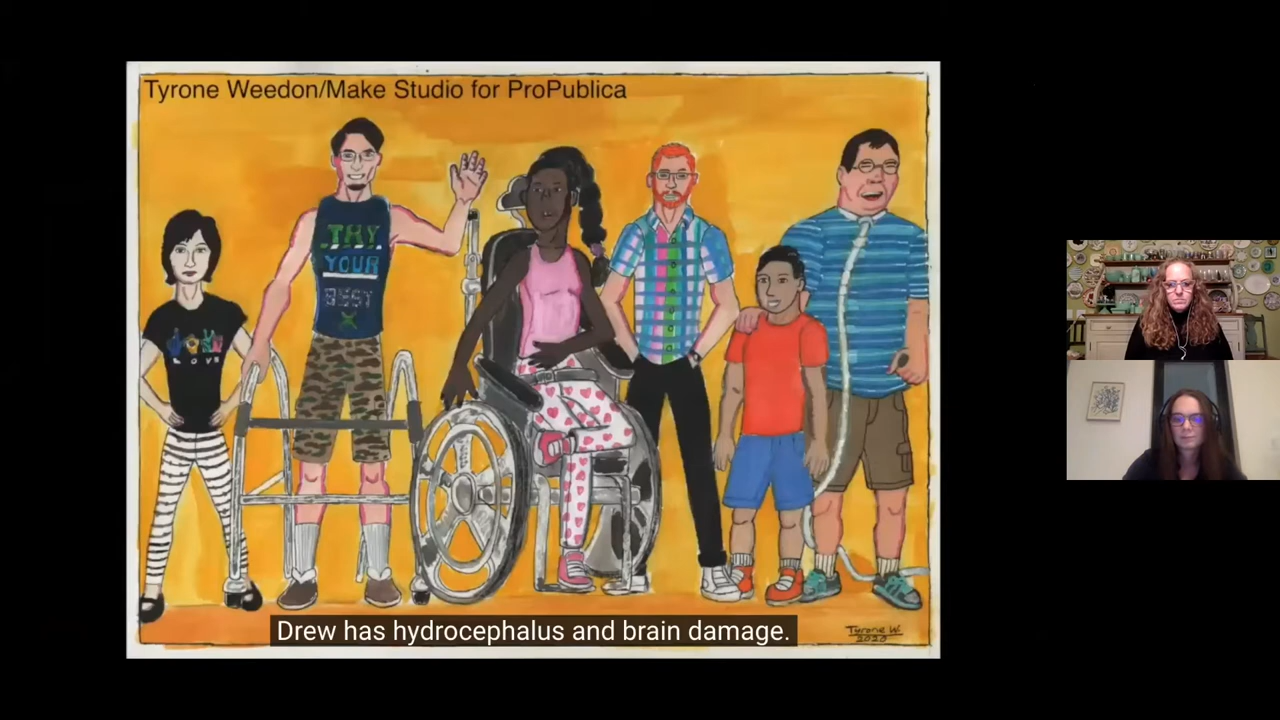 Tyrone Weedon/Make Studio for ProPublica
TRY
YOUR
BEST
LOVE
Drew has hydrocephalus and brain damage.
Tyrone W.
2020